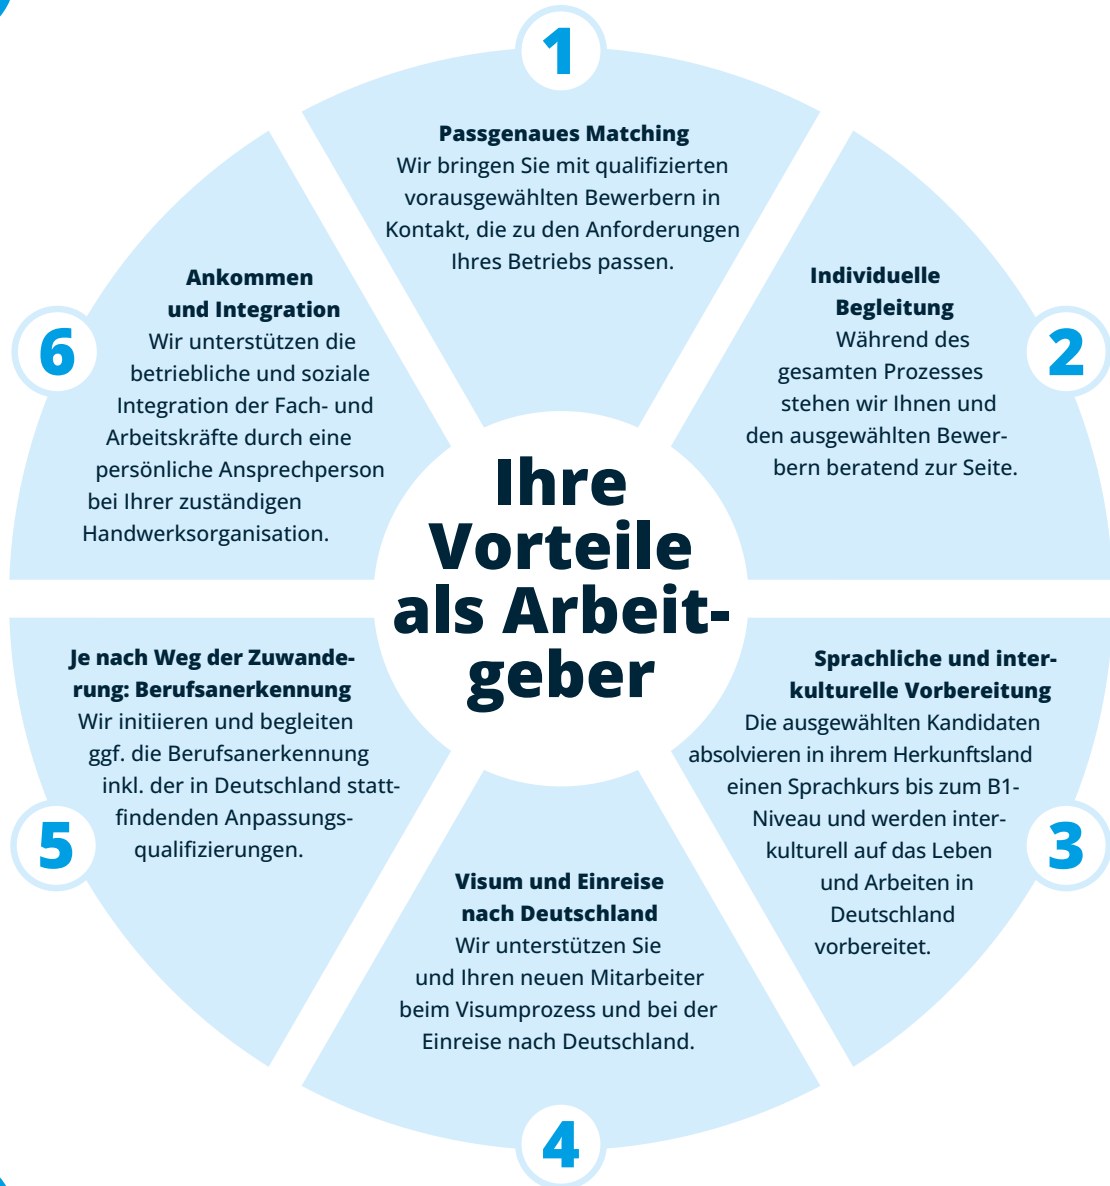 Ihre
Vorteile
als Arbeit-
geber
1
Passgenaues Matching
Wir bringen Sie mit qualifizierten
vorausgewählten Bewerbern in
Kontakt, die zu den Anforderungen
Ihres Betriebs passen.
2
Individuelle
Begleitung
Während des
gesamten Prozesses
stehen wir Ihnen und
den ausgewählten Bewer-
bern beratend zur Seite.
3
Sprachliche und inter-
kulturelle Vorbereitung
Die ausgewählten Kandidaten
absolvieren in ihrem Herkunftsland
einen Sprachkurs bis zum B1-
Niveau und werden inter-
kulturell auf das Leben
und Arbeiten in
Deutschland
vorbereitet.
4
Visum und Einreise
nach Deutschland
Wir unterstützen Sie
und Ihren neuen Mitarbeiter
beim Visumprozess und bei der
Einreise nach Deutschland.
5
Je nach Weg der Zuwande-
rung: Berufsanerkennung
Wir initiieren und begleiten
ggf. die Berufsanerkennung
inkl. der in Deutschland statt-
findenden Anpassungs-
qualifizierungen.
6
Ankommen
und Integration
Wir unterstützen die
betriebliche und soziale
Integration der Fach- und
Arbeitskräfte durch eine
persönliche Ansprechperson
bei Ihrer zuständigen
Handwerksorganisation.